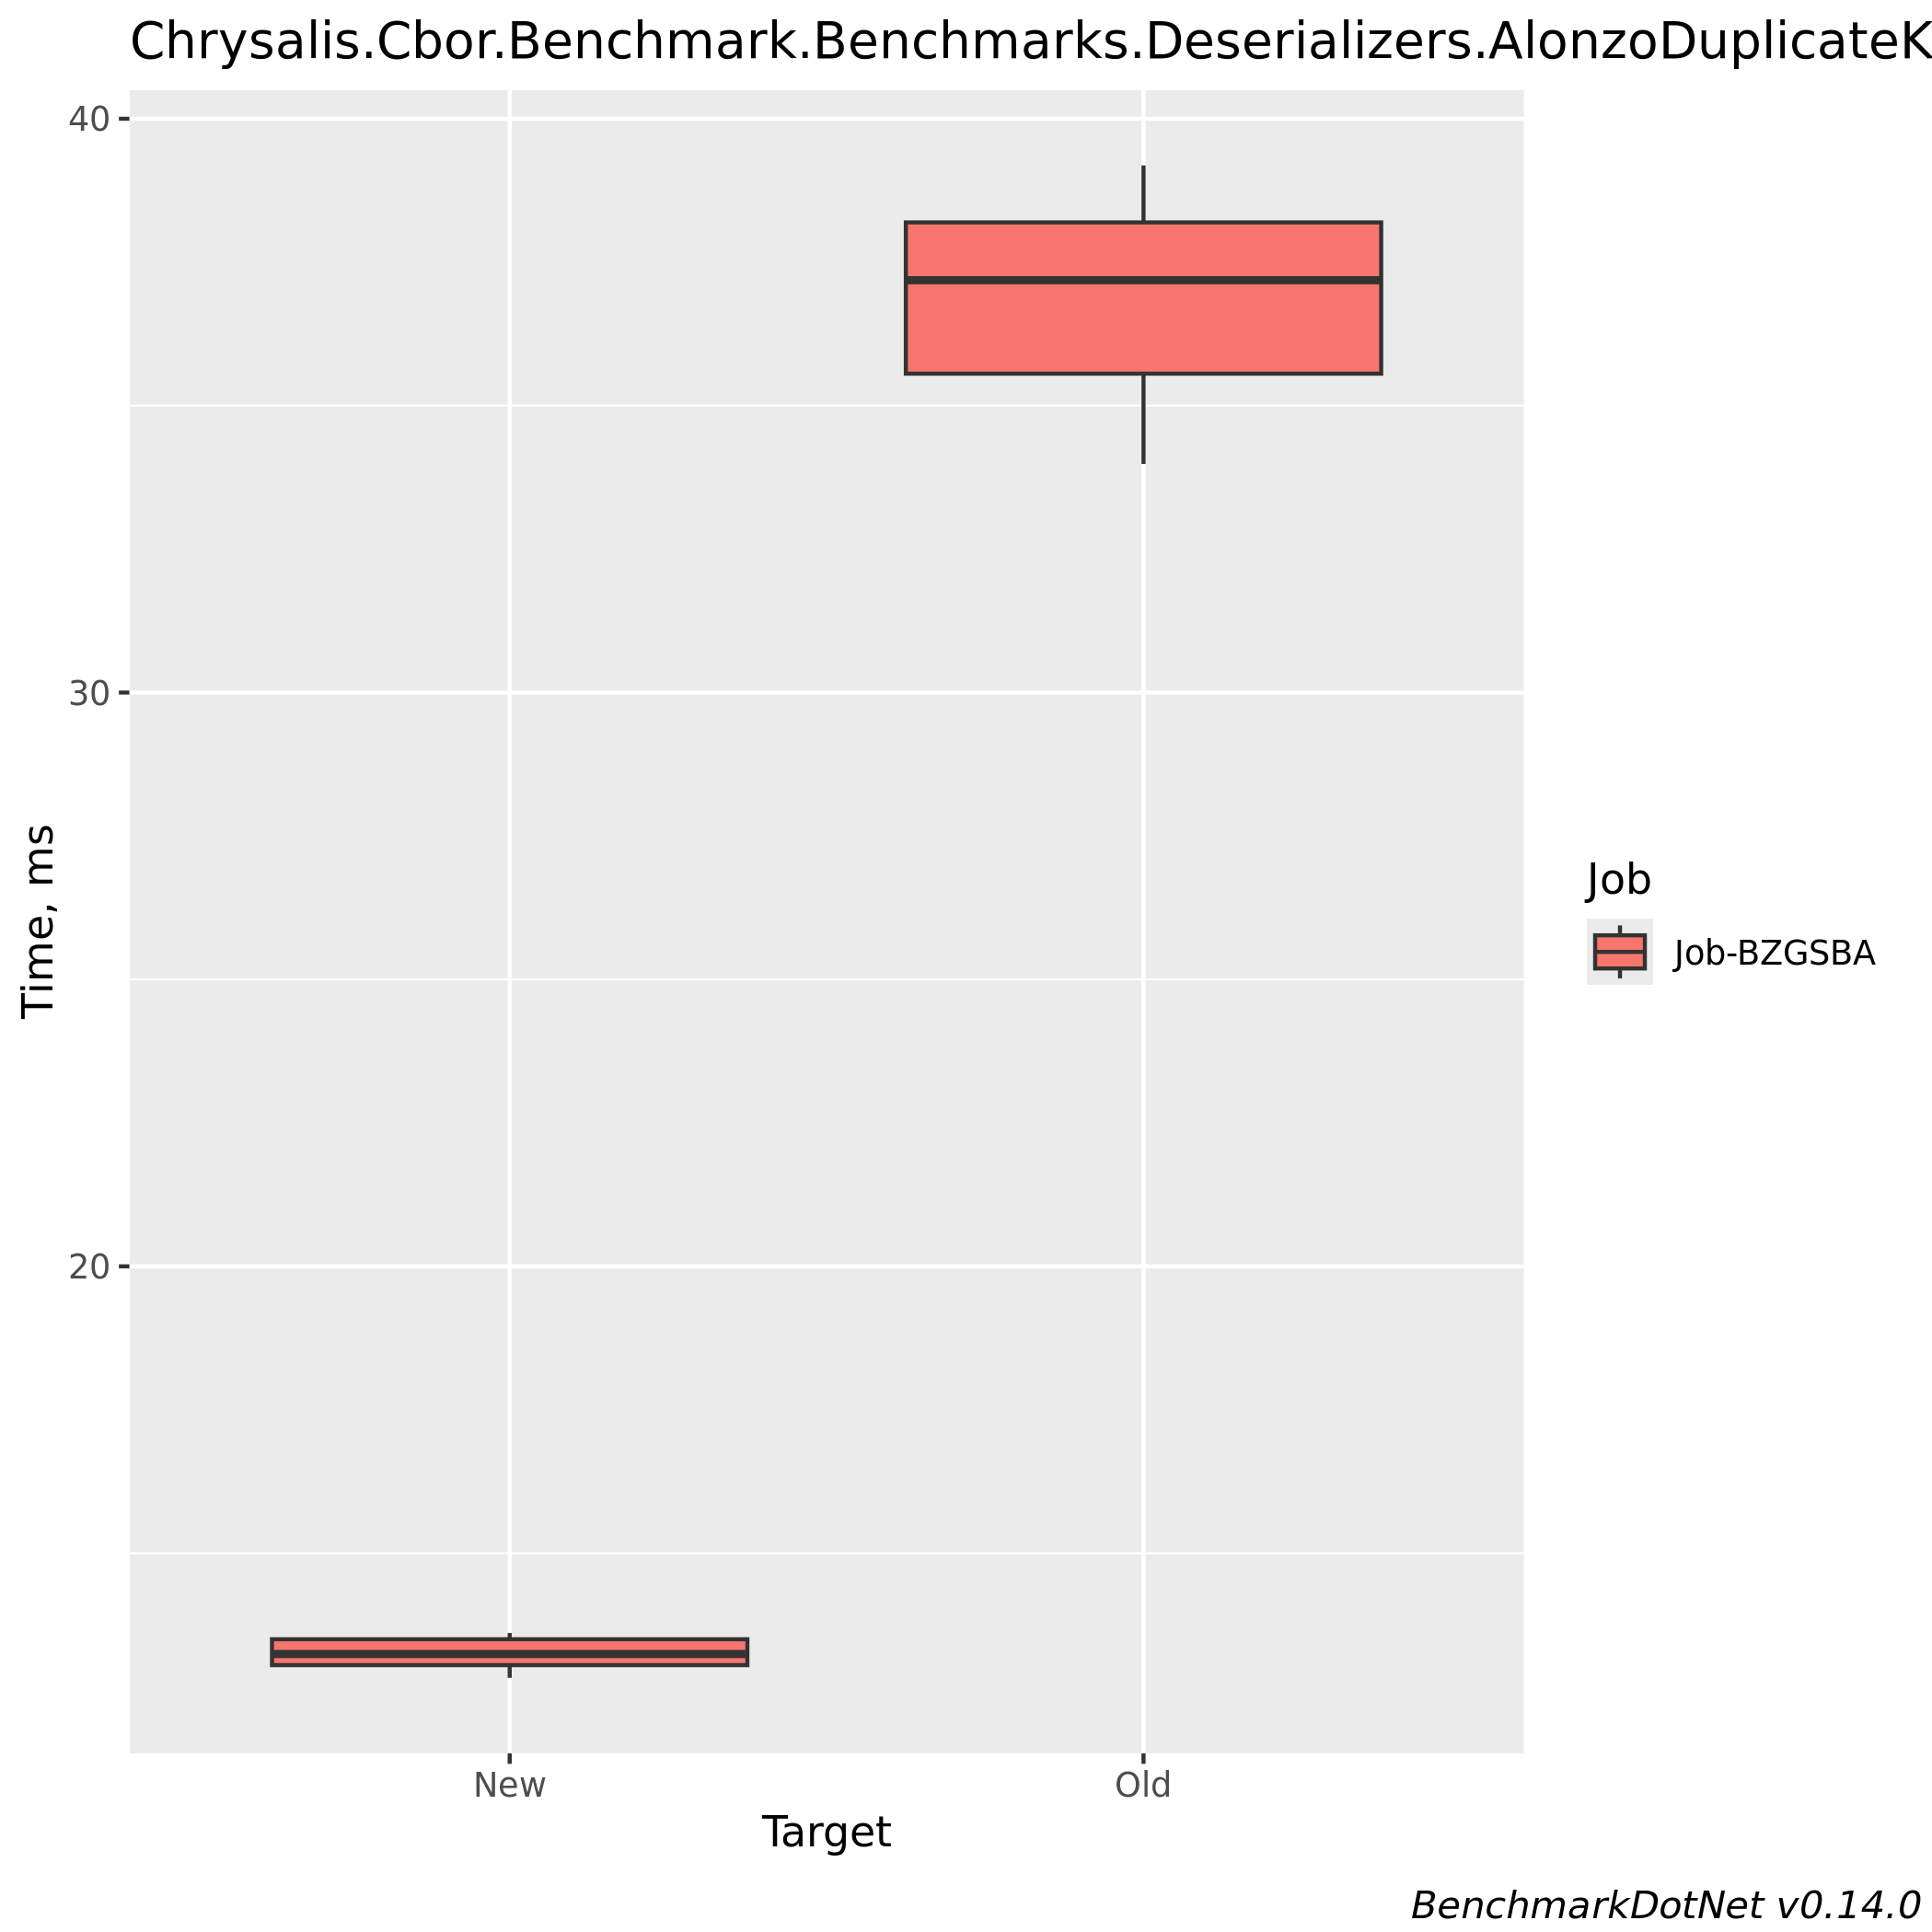 Chrysalis.Cbor.Benchmark.Benchmarks.Deserializers.AlonzoDuplicateK
40
30
20
Time, ms
New
Old
Target
Job
Job-BZGSBA
BenchmarkDotNet v0.14.0